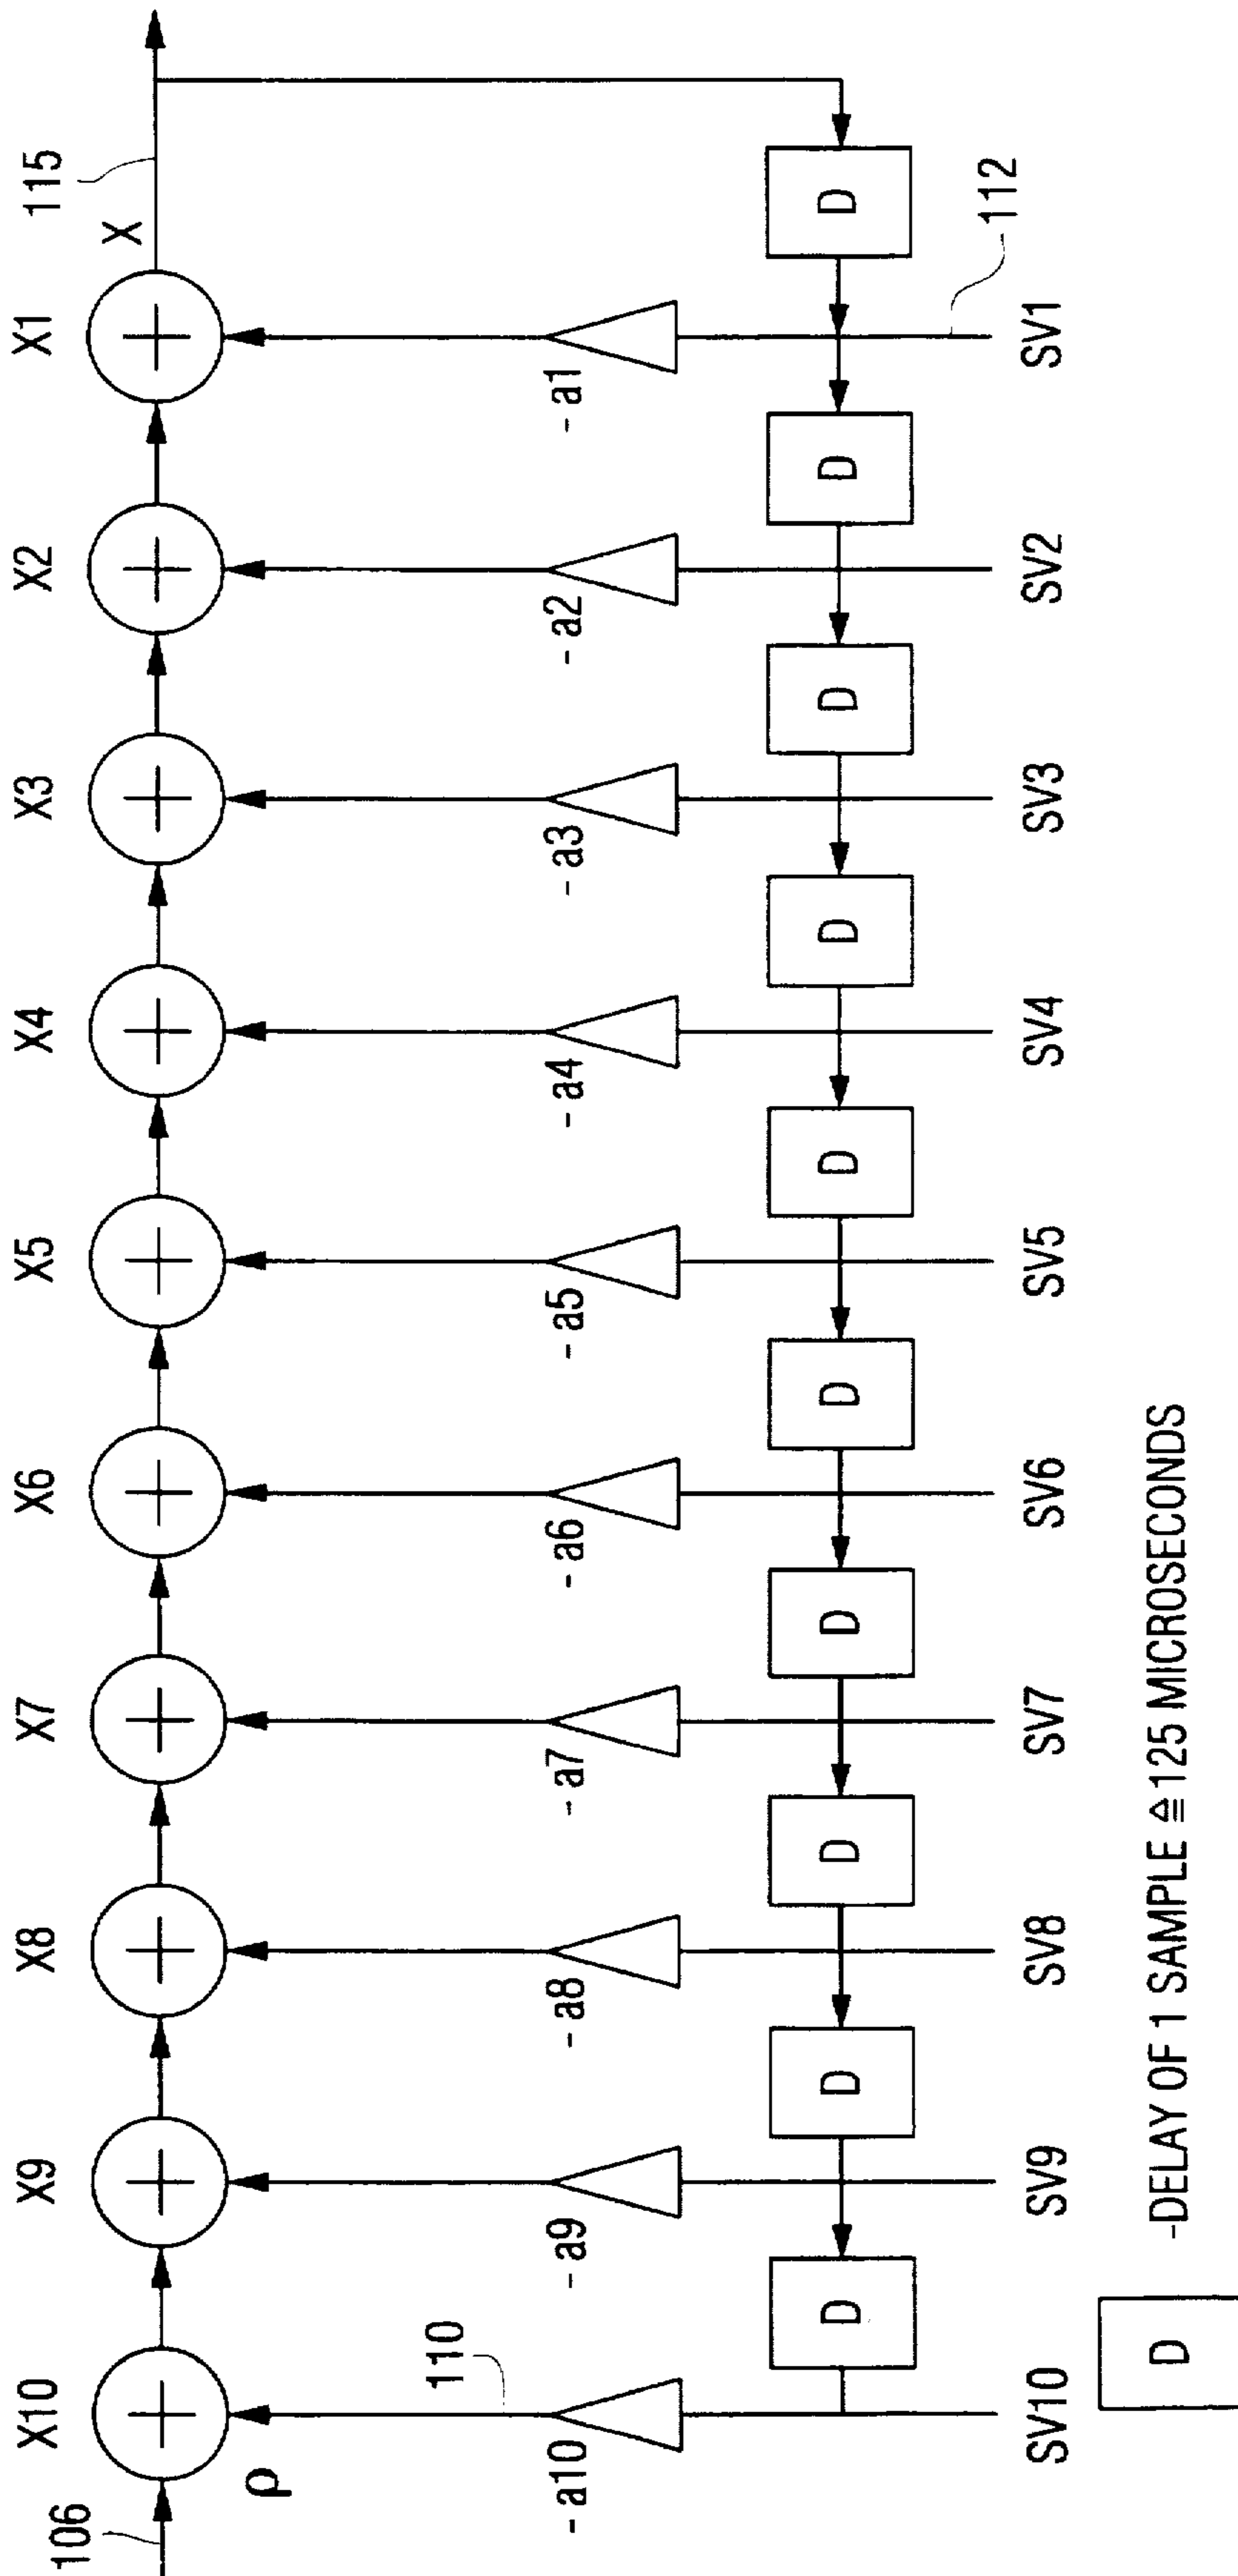 106
115
X10 X9 X8 X7 X6 X5 X4 X3 X2 X1
X
ρ
110
- a10 - a9 - a8 - a7 - a6 - a5 - a4 - a3 - a2 - a1
D D D D D D D D D D
112
SV10 SV9 SV8 SV7 SV6 SV5 SV4 SV3 SV2 SV1
D -DELAY OF 1 SAMPLE ≙ 125 MICROSECONDS